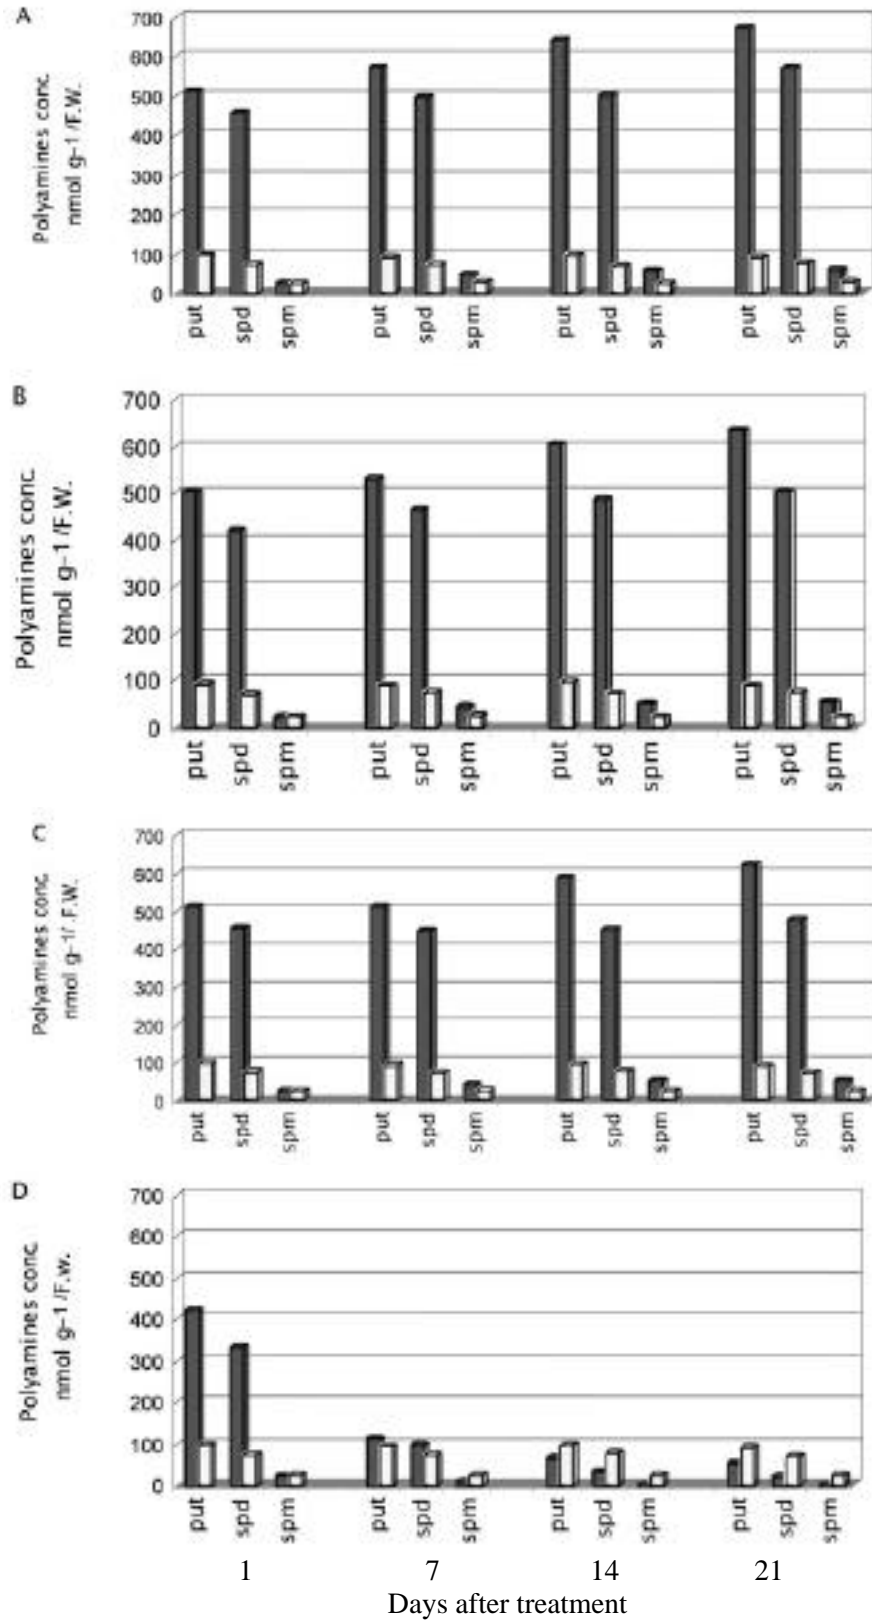 A
Polyamines conc.
nmol g–1 /F.W.
700
600
500
400
300
200
100
0
put spd spm put spd spm put spd spm put spd spm
B
Polyamines conc.
nmol g–1 /F.W.
700
600
500
400
300
200
100
0
put spd spm put spd spm put spd spm put spd spm
C
Polyamines conc.
nmol g–1/ .F.W.
700
600
500
400
300
200
100
0
put spd spm put spd spm put spd spm put spd spm
D
Polyamines conc.
nmol g–1 /F.w.
700
600
500
400
300
200
100
0
put spd spm put spd spm put spd spm put spd spm
1 7 14 21
Days after treatment